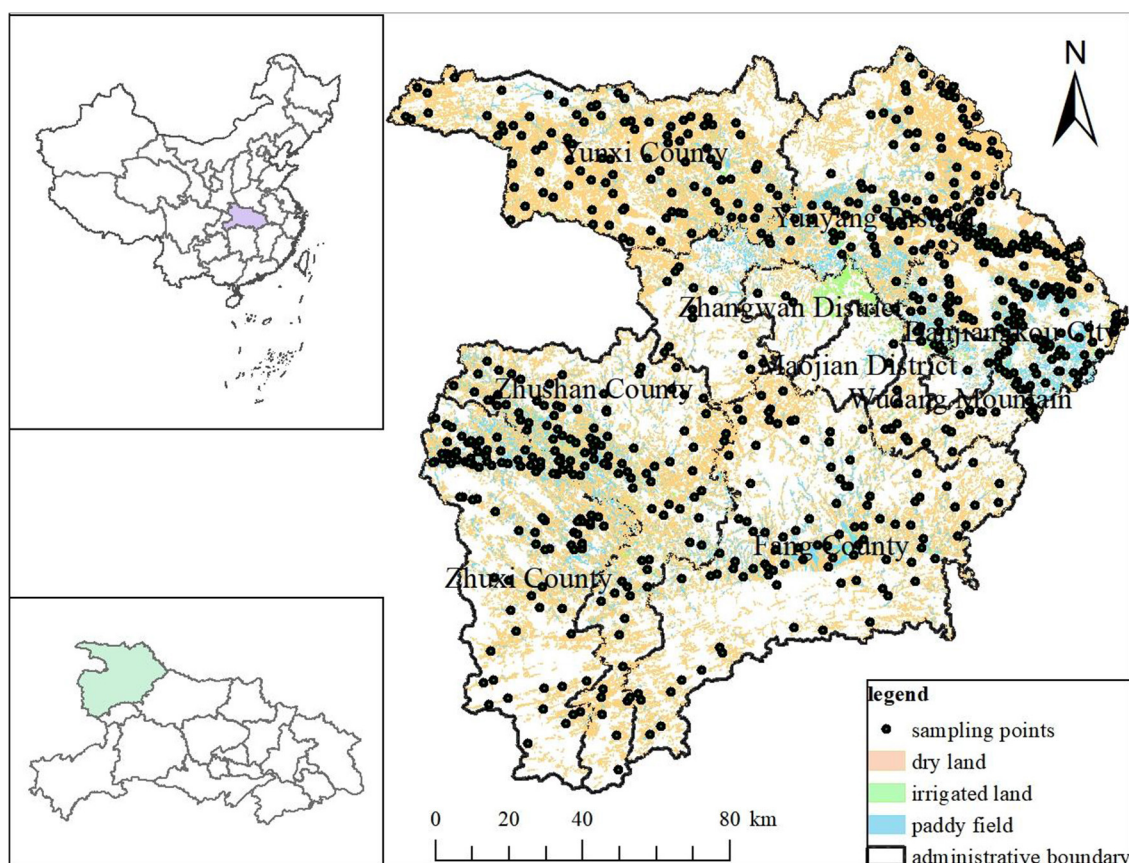 N
Yunxi County
Yunyang District
Zhangwan District
Danjiangkou City
Maojian District
Zhushan County
Wudang Mountain
Fang County
Zhuxi County
legend
sampling points
dry land
irrigated land
paddy field
administrative boundary
0 20 40 80 km